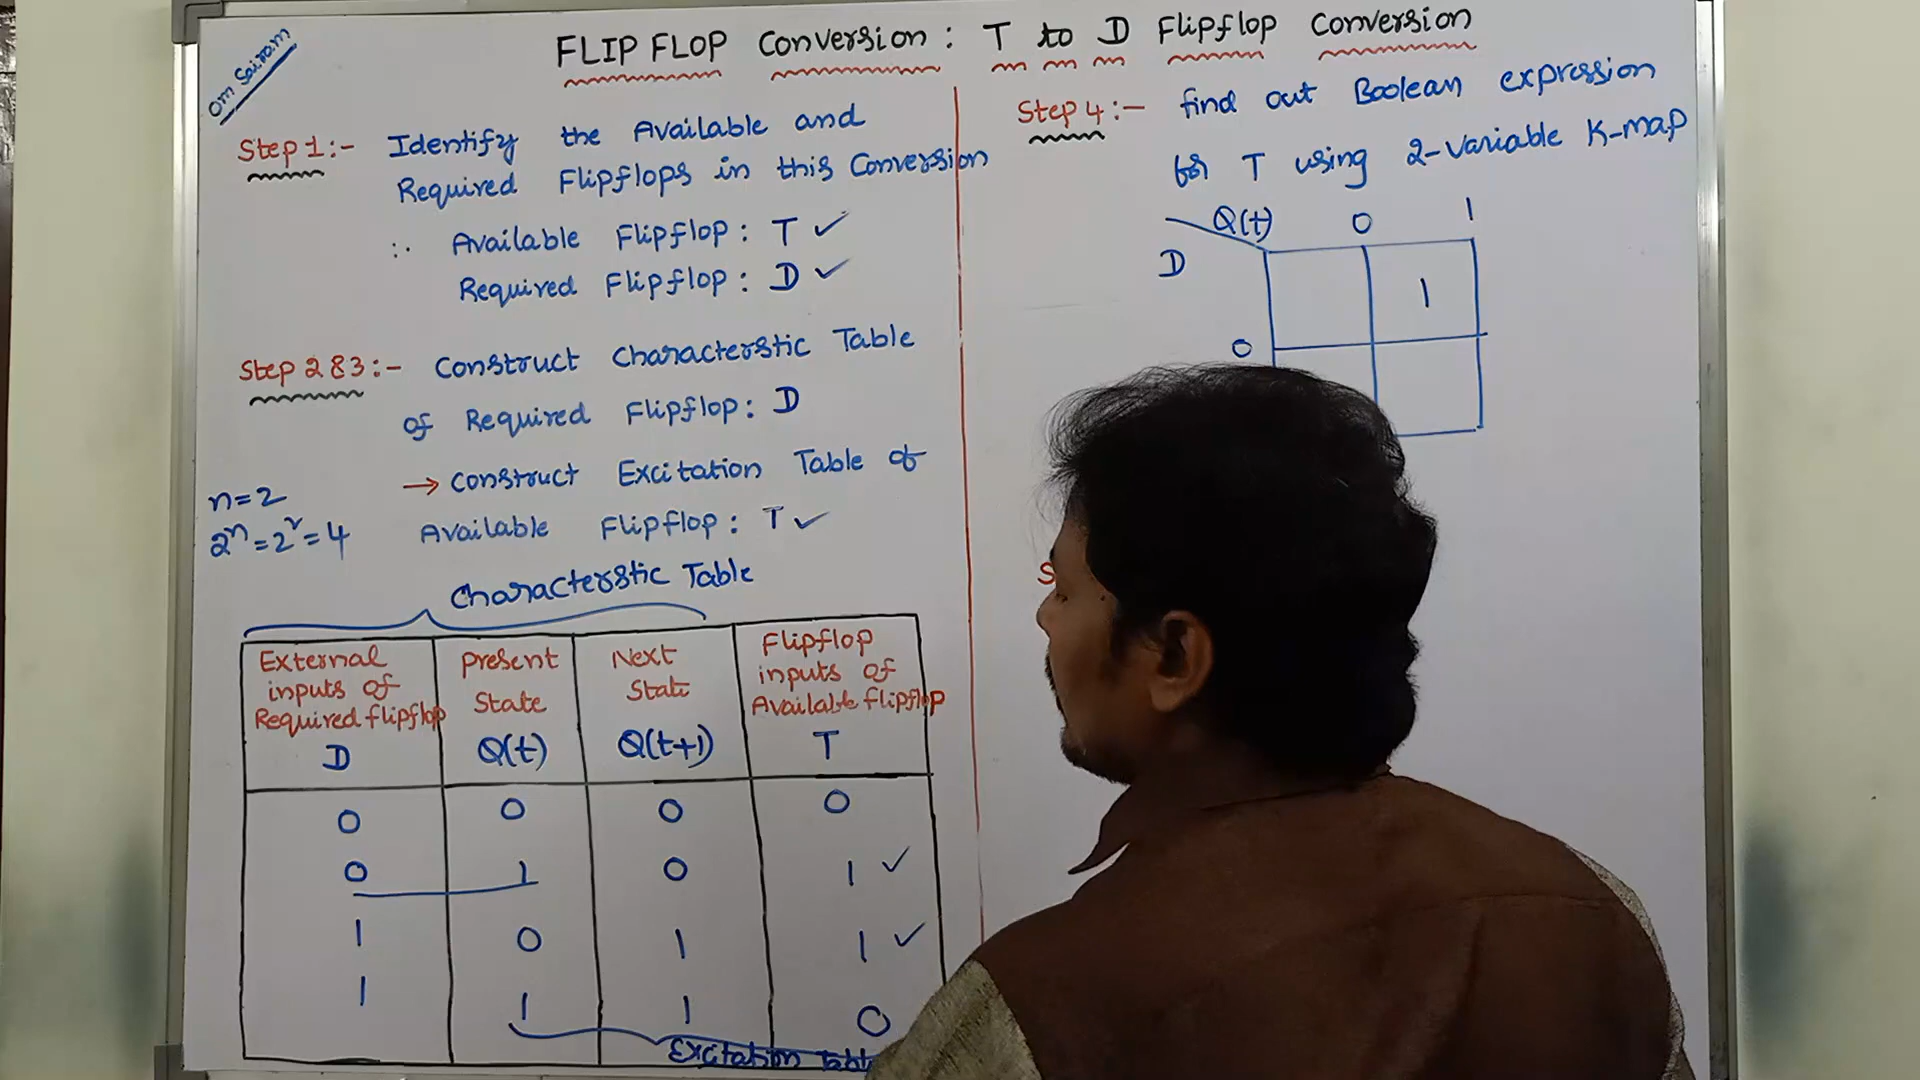 Om Sairam
FLIP FLOP Conversion: T to D Flipflop Conversion
Step 1:- Identify the Available and
Required Flipflops in this Conversion
∴ Available Flipflop: T ✓
Required Flipflop: D ✓
Step 2&3:- Construct Characterstic Table
of Required Flipflop: D
→ Construct Excitation Table of
Available Flipflop: T ✓
n=2
2^n = 2^2 = 4
Characterstic Table
External inputs of Required flipflop D
Present State Q(t)
Next State Q(t+1)
Flipflop inputs of Available flipflop T
0 0 0 0
0 1 0 1 ✓
1 0 1 1 ✓
1 1 1 0
Excitation
Step 4:- find out Boolean expression
for T using 2-variable K-map
Q(t) 0 1
D
1
0